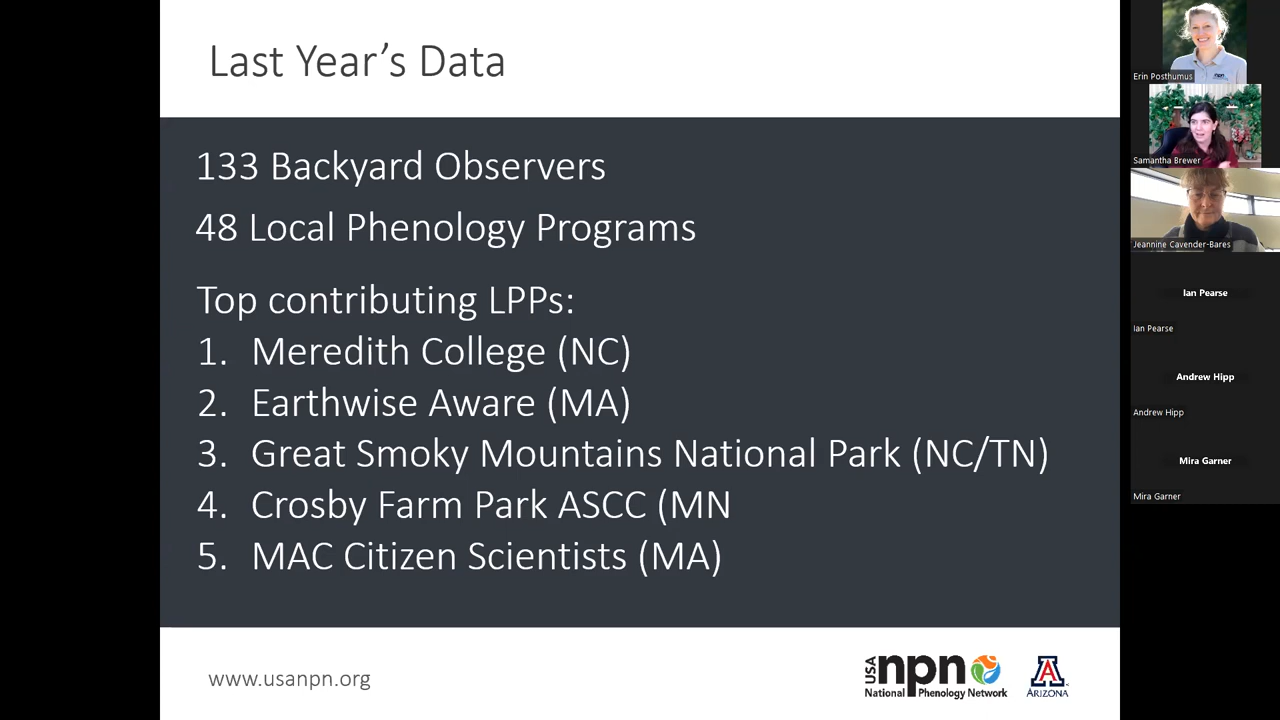 Last Year's Data
133 Backyard Observers
48 Local Phenology Programs
Top contributing LPPs:
1. Meredith College (NC)
2. Earthwise Aware (MA)
3. Great Smoky Mountains National Park (NC/TN)
4. Crosby Farm Park ASCC (MN
5. MAC Citizen Scientists (MA)
www.usanpn.org
USA npn
National Phenology Network
A
ARIZONA
npn
Erin Posthumus
Samantha Brewer
Jeannine Cavender-Bares
Ian Pearse
Ian Pearse
Andrew Hipp
Andrew Hipp
Mira Garner
Mira Garner